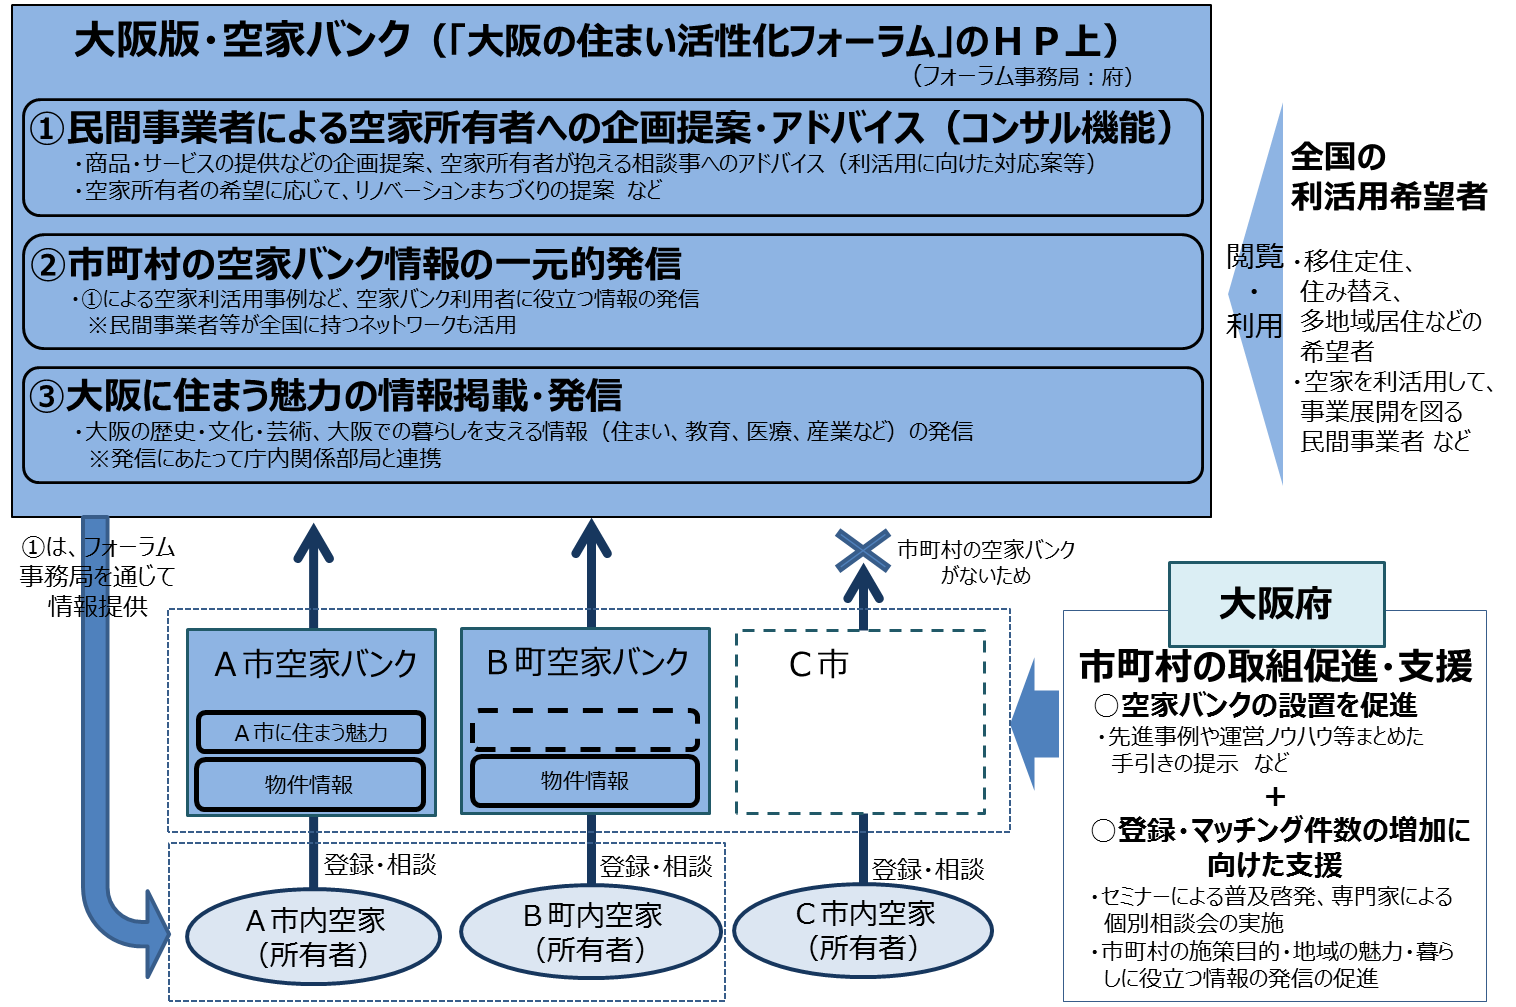 大阪版・空家バンク（「大阪の住まい活性化フォーラム」のＨＰ上）
（フォーラム事務局：府）
①民間事業者による空家所有者への企画提案・アドバイス（コンサル機能）
・商品・サービスの提供などの企画提案、空家所有者が抱える相談事へのアドバイス（利活用に向けた対応案等）
・空家所有者の希望に応じて、リノベーションまちづくりの提案 など
②市町村の空家バンク情報の一元的発信
・①による空家利活用事例など、空家バンク利用者に役立つ情報の発信
※民間事業者等が全国に持つネットワークも活用
③大阪に住まう魅力の情報掲載・発信
・大阪の歴史・文化・芸術、大阪での暮らしを支える情報（住まい、教育、医療、産業など）の発信
※発信にあたって庁内関係部局と連携
閲覧
・
利用
全国の
利活用希望者
・移住定住、
住み替え、
多地域居住などの
希望者
・空家を利活用して、
事業展開を図る
民間事業者 など
①は、フォーラム
事務局を通じて
情報提供
市町村の空家バンク
がないため
Ａ市空家バンク
Ａ市に住まう魅力
物件情報
Ｂ町空家バンク
物件情報
Ｃ市
登録・相談
登録・相談
登録・相談
Ａ市内空家
（所有者）
Ｂ町内空家
（所有者）
Ｃ市内空家
（所有者）
大阪府
市町村の取組促進・支援
○空家バンクの設置を促進
・先進事例や運営ノウハウ等まとめた
手引きの提示 など
＋
○登録・マッチング件数の増加に
向けた支援
・セミナーによる普及啓発、専門家による
個別相談会の実施
・市町村の施策目的・地域の魅力・暮ら
しに役立つ情報の発信の促進